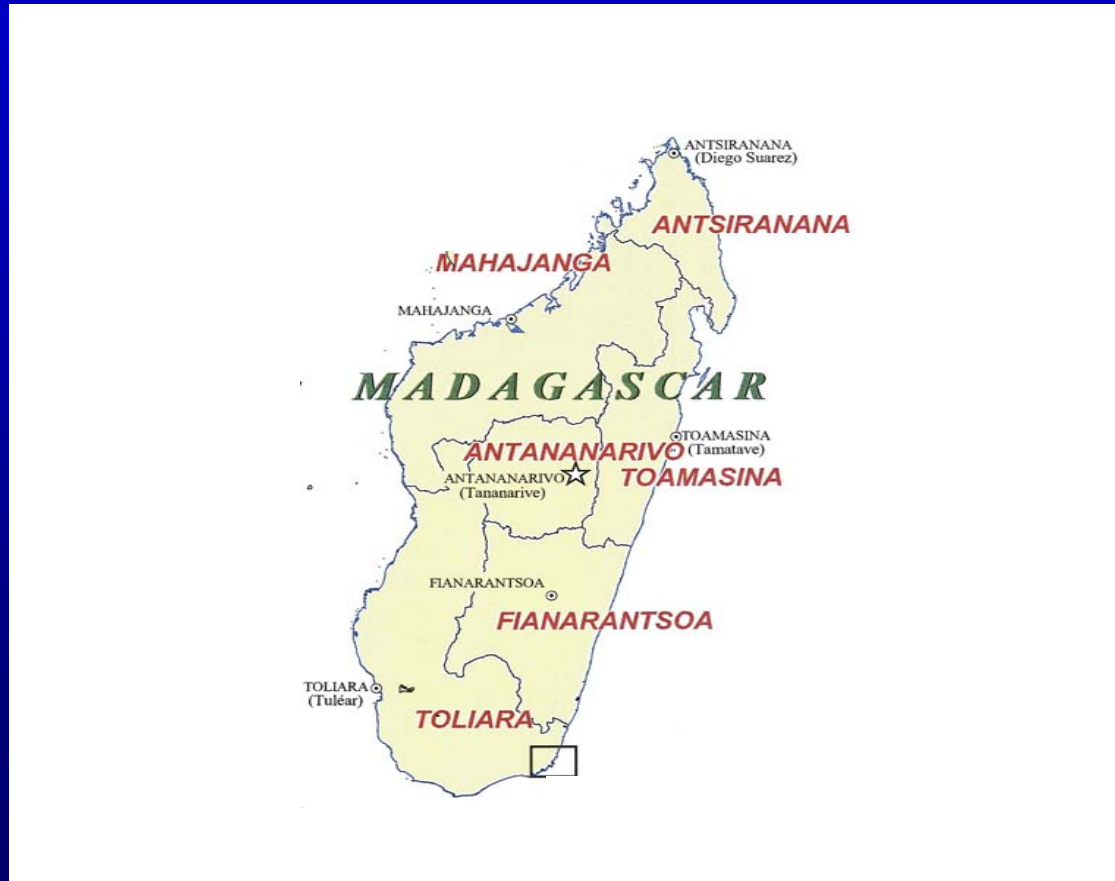 ANTSIRANANA
(Diego Suarez)
ANTSIRANANA
MAHAJANGA
MAHAJANGA
MADAGASCAR
TOAMASINA
(Tamatave)
ANTANANARIVO
ANTANANARIVO
(Tananarive)
TOAMASINA
FIANARANTSOA
FIANARANTSOA
TOLIARA
(Tuléar)
TOLIARA